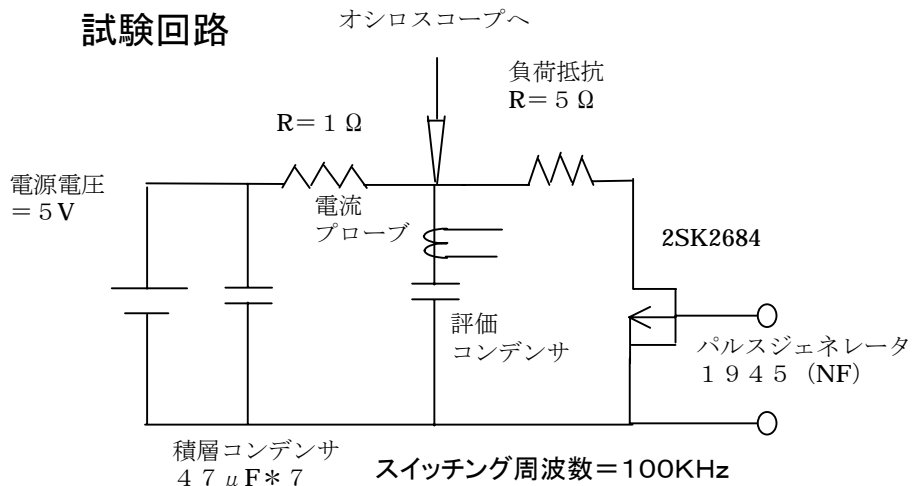 試験回路
オシロスコープへ
負荷抵抗
R＝５Ω
R＝１Ω
電源電圧
＝５V
電流
プローブ
2SK2684
評価
コンデンサ
パルスジェネレータ
１９４５（NF）
積層コンデンサ
４７μF＊７
スイッチング周波数＝100KHz